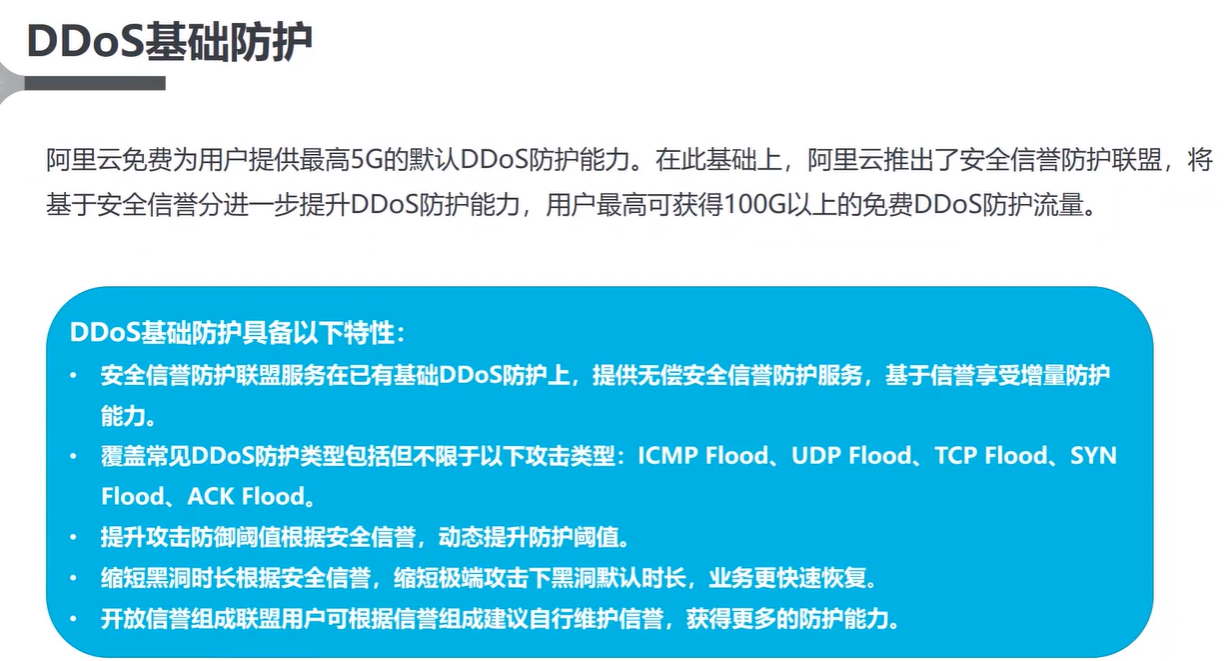 DDoS基础防护
阿里云免费为用户提供最高5G的默认DDoS防护能力。在此基础上，阿里云推出了安全信誉防护联盟，将
基于安全信誉分进一步提升DDoS防护能力，用户最高可获得100G以上的免费DDoS防护流量。
DDoS基础防护具备以下特性：
• 安全信誉防护联盟服务在已有基础DDoS防护上，提供无偿安全信誉防护服务，基于信誉享受增量防护
能力。
• 覆盖常见DDoS防护类型包括但不限于以下攻击类型：ICMP Flood、UDP Flood、TCP Flood、SYN
Flood、ACK Flood。
• 提升攻击防御阈值根据安全信誉，动态提升防护阈值。
• 缩短黑洞时长根据安全信誉，缩短极端攻击下黑洞默认时长，业务更快速恢复。
• 开放信誉组成联盟用户可根据信誉组成建议自行维护信誉，获得更多的防护能力。